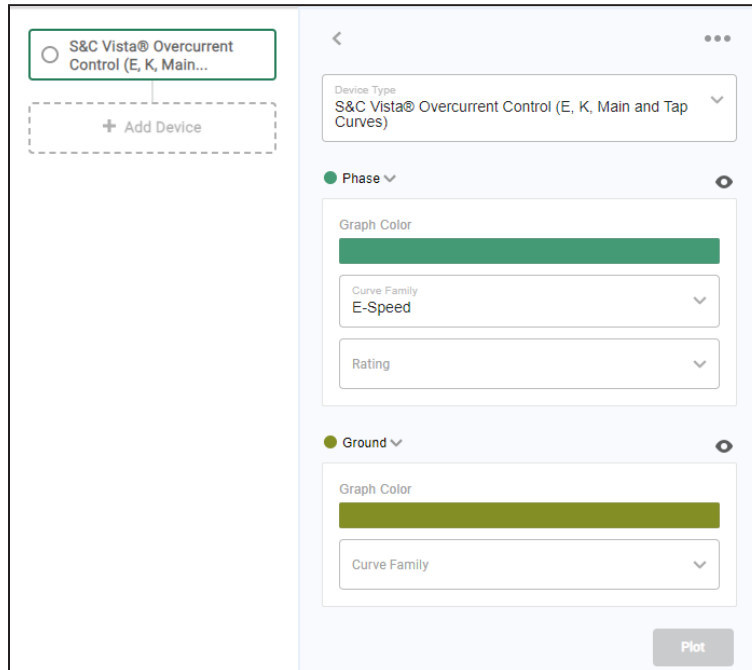 S&C Vista® Overcurrent
Control (E, K, Main...
+ Add Device
Device Type
S&C Vista® Overcurrent Control (E, K, Main and Tap
Curves)
Phase
Graph Color
Curve Family
E-Speed
Rating
Ground
Graph Color
Curve Family
Plot